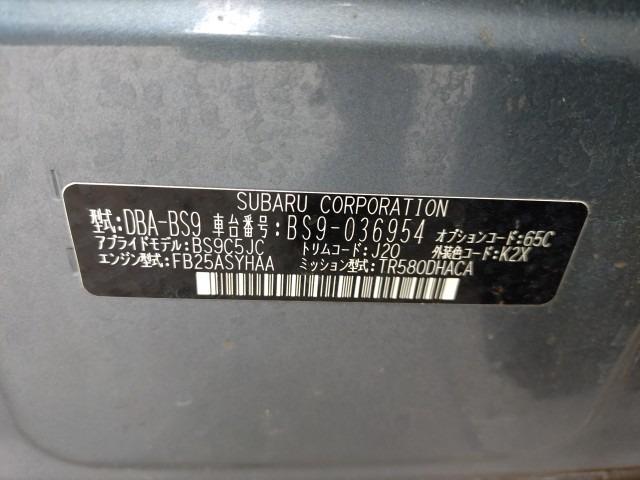 SUBARU CORPORATION
型式:DBA-BS9 車台番号:BS9-036954 オプションコード:65C
アプライドモデル:BS9C5JC トリムコード:J20 外装色コード:K2X
エンジン型式:FB25ASYHAA ミッション型式:TR580DHACA